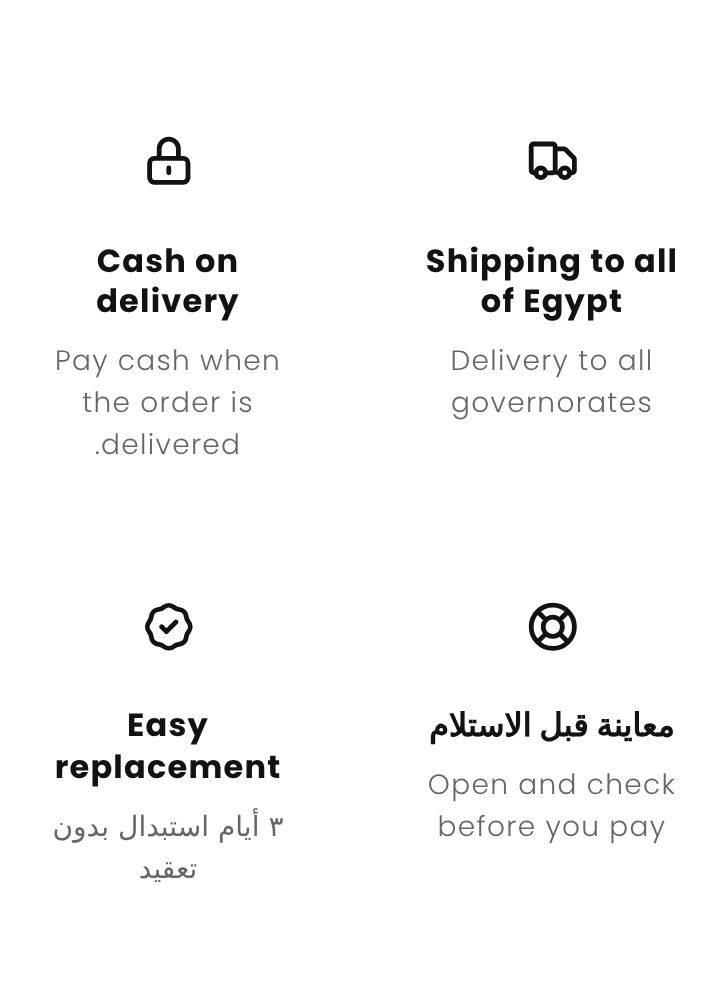 Cash on
delivery
Pay cash when
the order is
.delivered
Shipping to all
of Egypt
Delivery to all
governorates
Easy
replacement
٣ أيام استبدال بدون
تعقيد
معاينة قبل الاستلام
Open and check
before you pay